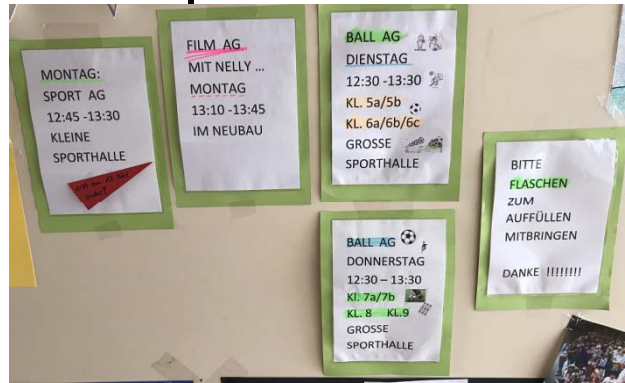 MONTAG:
SPORT AG
12:45 -13:30
KLEINE
SPORTHALLE
FILM AG
MIT NELLY ...
MONTAG
13:10 -13:45
IM NEUBAU
BALL AG
DIENSTAG
12:30 -13:30
KL. 5a/5b
KL. 6a/6b/6c
GROSSE
SPORTHALLE
BALL AG
DONNERSTAG
12:30 – 13:30
Kl. 7a/7b
KL. 8 KL.9
GROSSE
SPORTHALLE
BITTE
FLASCHEN
ZUM
AUFFÜLLEN
MITBRINGEN
DANKE !!!!!!!!